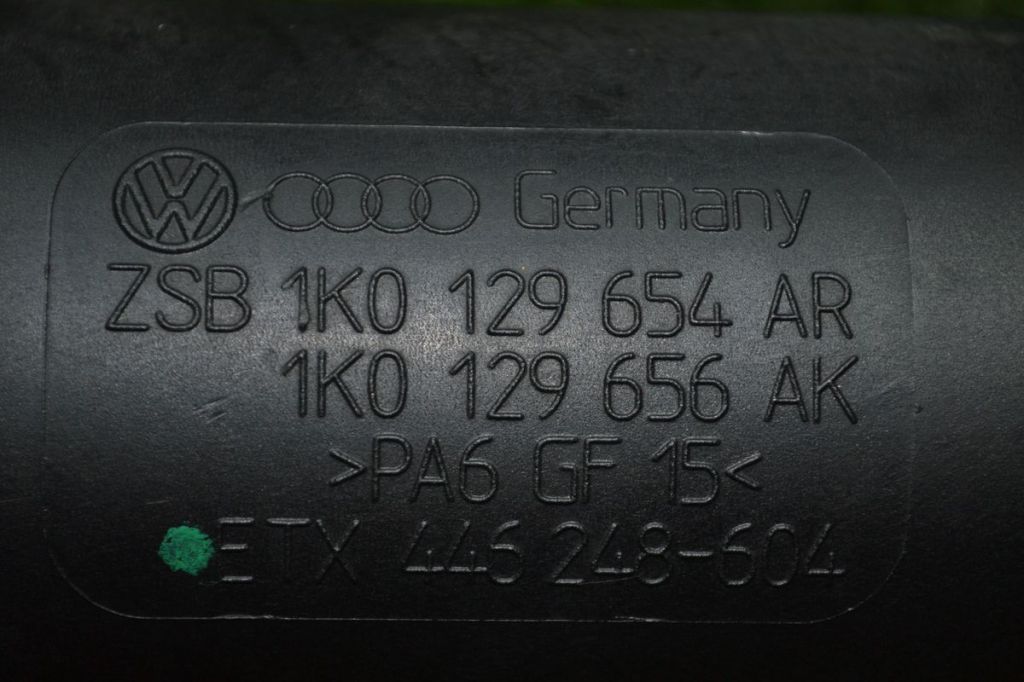 Germany
ZSB 1K0 129 654 AR
1K0 129 656 AK
>PA6 GF 15<
ETX 446 248-604